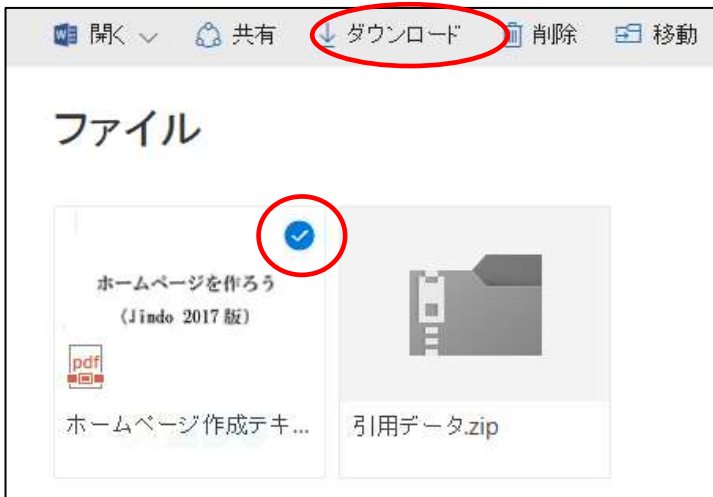 開く 共有 ダウンロード 削除 移動
ファイル
ホームページを作ろう
(Jindo 2017 版)
pdf
ホームページ作成テキ...
引用データ.zip